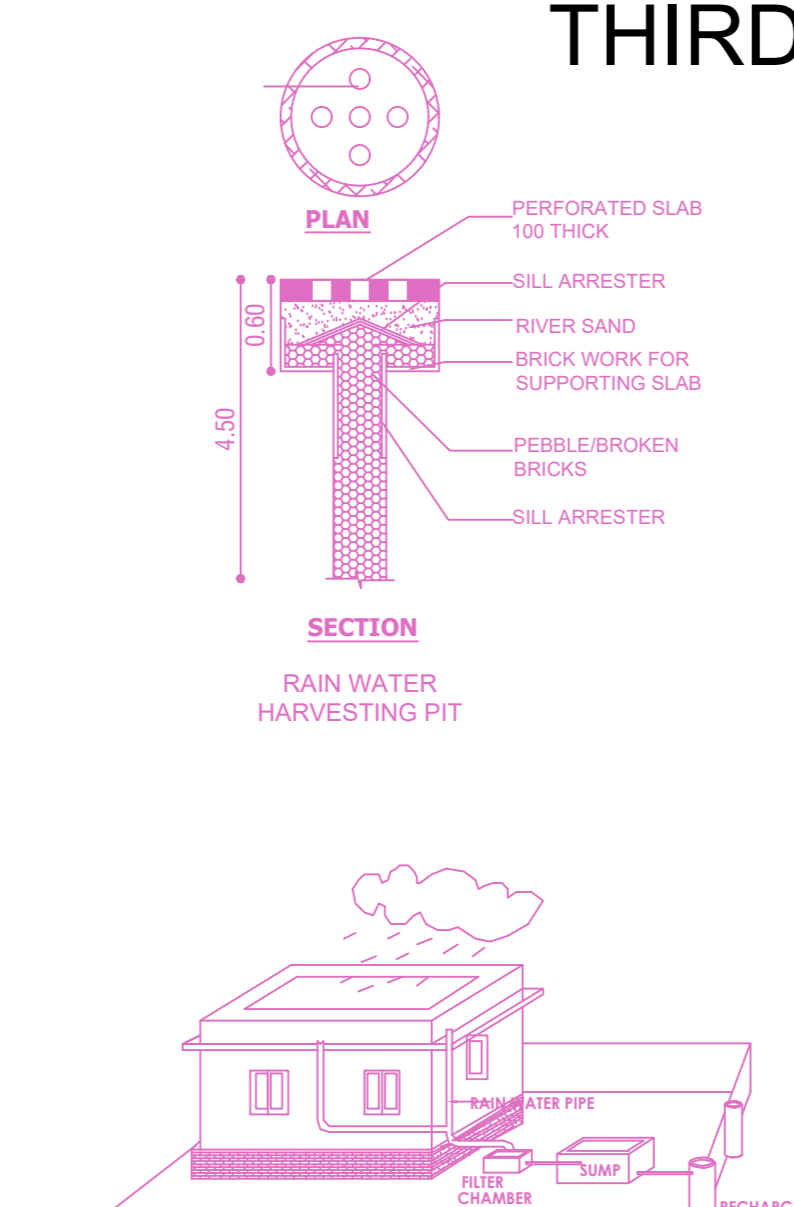 THIRD
PLAN
PERFORATED SLAB
100 THICK
SILL ARRESTER
RIVER SAND
BRICK WORK FOR
SUPPORTING SLAB
PEBBLE/BROKEN
BRICKS
SILL ARRESTER
0.60
4.50
SECTION
RAIN WATER
HARVESTING PIT
RAIN WATER PIPE
SUMP
FILTER
CHAMBER